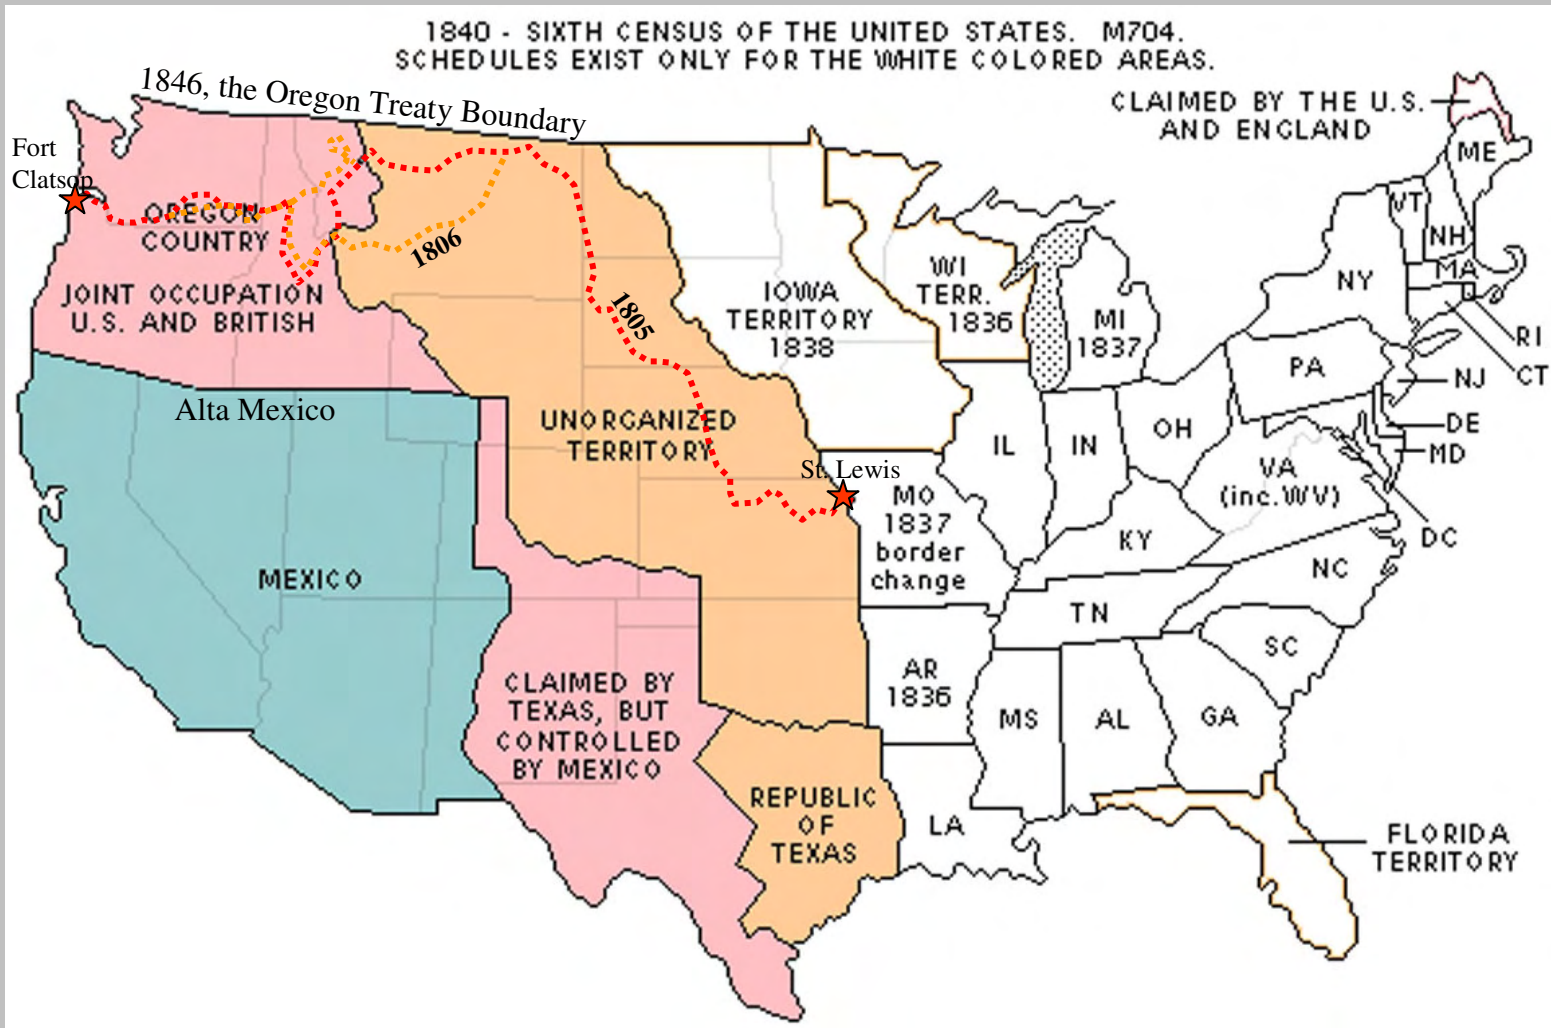 1840 - SIXTH CENSUS OF THE UNITED STATES.  M704.
SCHEDULES EXIST ONLY FOR THE WHITE COLORED AREAS.
1846, the Oregon Treaty Boundary
CLAIMED BY THE U.S.
AND ENGLAND
Fort
Clatsop
OREGON
COUNTRY
JOINT OCCUPATION
U.S. AND BRITISH
1806
1805
Alta Mexico
MEXICO
UNORGANIZED
TERRITORY
IOWA
TERRITORY
1838
WI
TERR.
1836
MI
1837
ME
VT
NH
MA
NY
RI
CT
PA
NJ
DE
MD
DC
OH
IN
IL
VA
(inc.WV)
KY
St. Lewis
MO
1837
border
change
NC
TN
SC
AR
1836
MS
AL
GA
LA
CLAIMED BY
TEXAS, BUT
CONTROLLED
BY MEXICO
REPUBLIC
OF
TEXAS
FLORIDA
TERRITORY